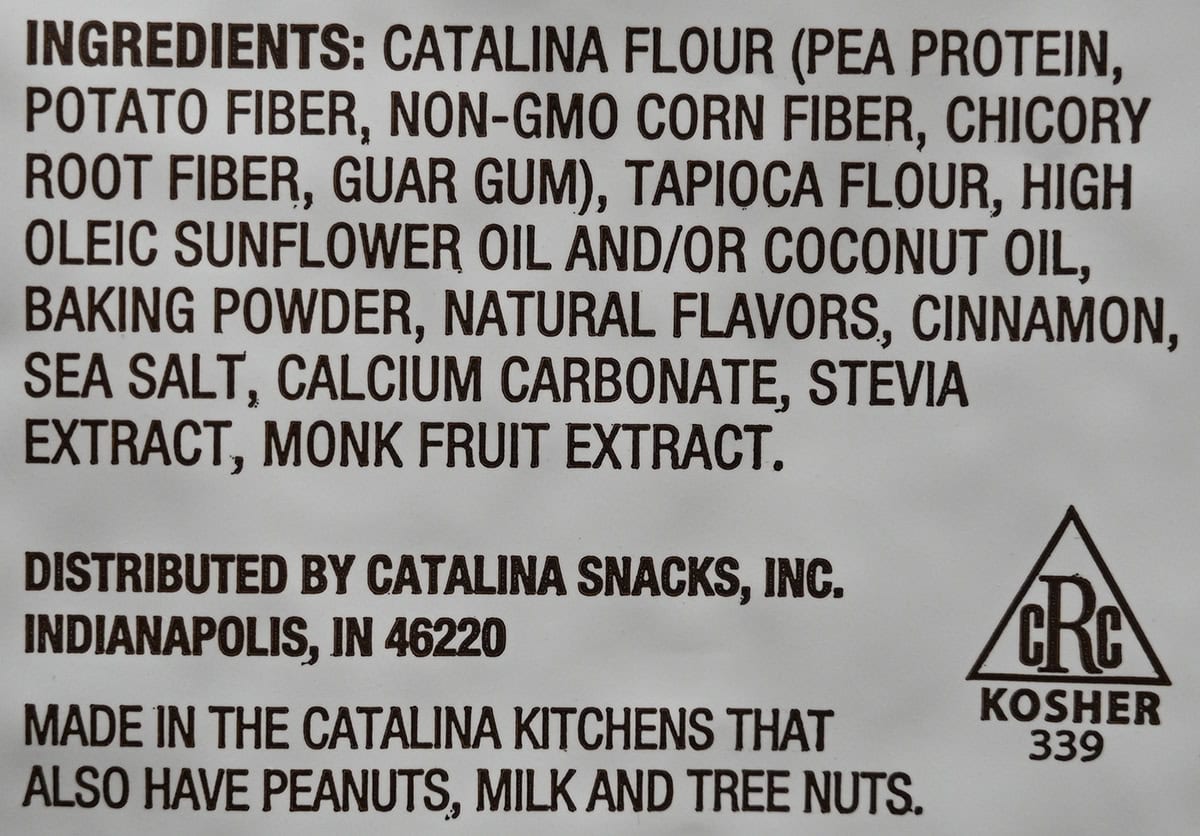 INGREDIENTS: CATALINA FLOUR (PEA PROTEIN,
POTATO FIBER, NON-GMO CORN FIBER, CHICORY
ROOT FIBER, GUAR GUM), TAPIOCA FLOUR, HIGH
OLEIC SUNFLOWER OIL AND/OR COCONUT OIL,
BAKING POWDER, NATURAL FLAVORS, CINNAMON,
SEA SALT, CALCIUM CARBONATE, STEVIA
EXTRACT, MONK FRUIT EXTRACT.
DISTRIBUTED BY CATALINA SNACKS, INC.
INDIANAPOLIS, IN 46220
MADE IN THE CATALINA KITCHENS THAT
ALSO HAVE PEANUTS, MILK AND TREE NUTS.
cRc
KOSHER
339